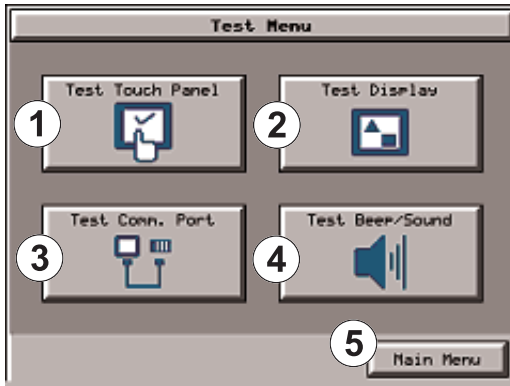 Test Menu
Test Touch Panel
1
Test Display
2
Test Comm. Port
3
Test Beep/Sound
4
5
Main Menu